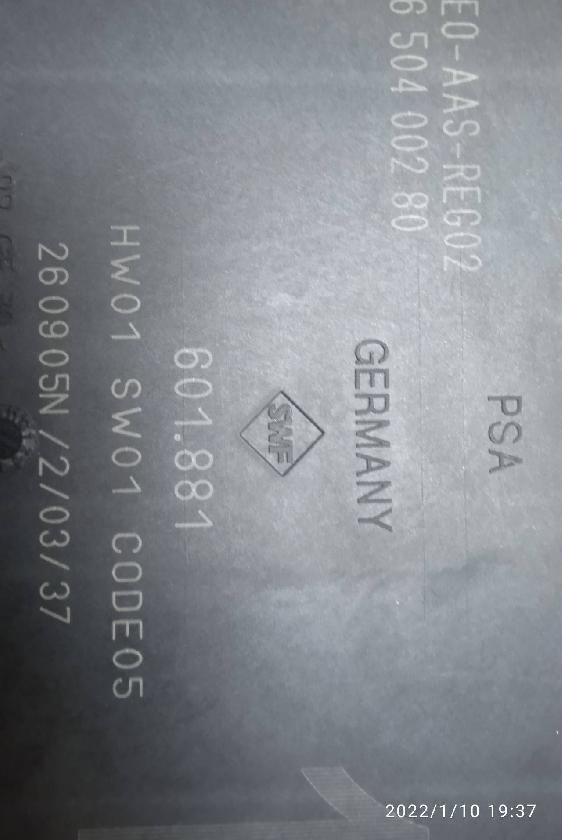 PSA
EO-AAS-REG02
6 504 002 80
GERMANY
SWF
601.881
HW01 SW01 CODE05
260905N /2/03/37
2022/1/10 19:37